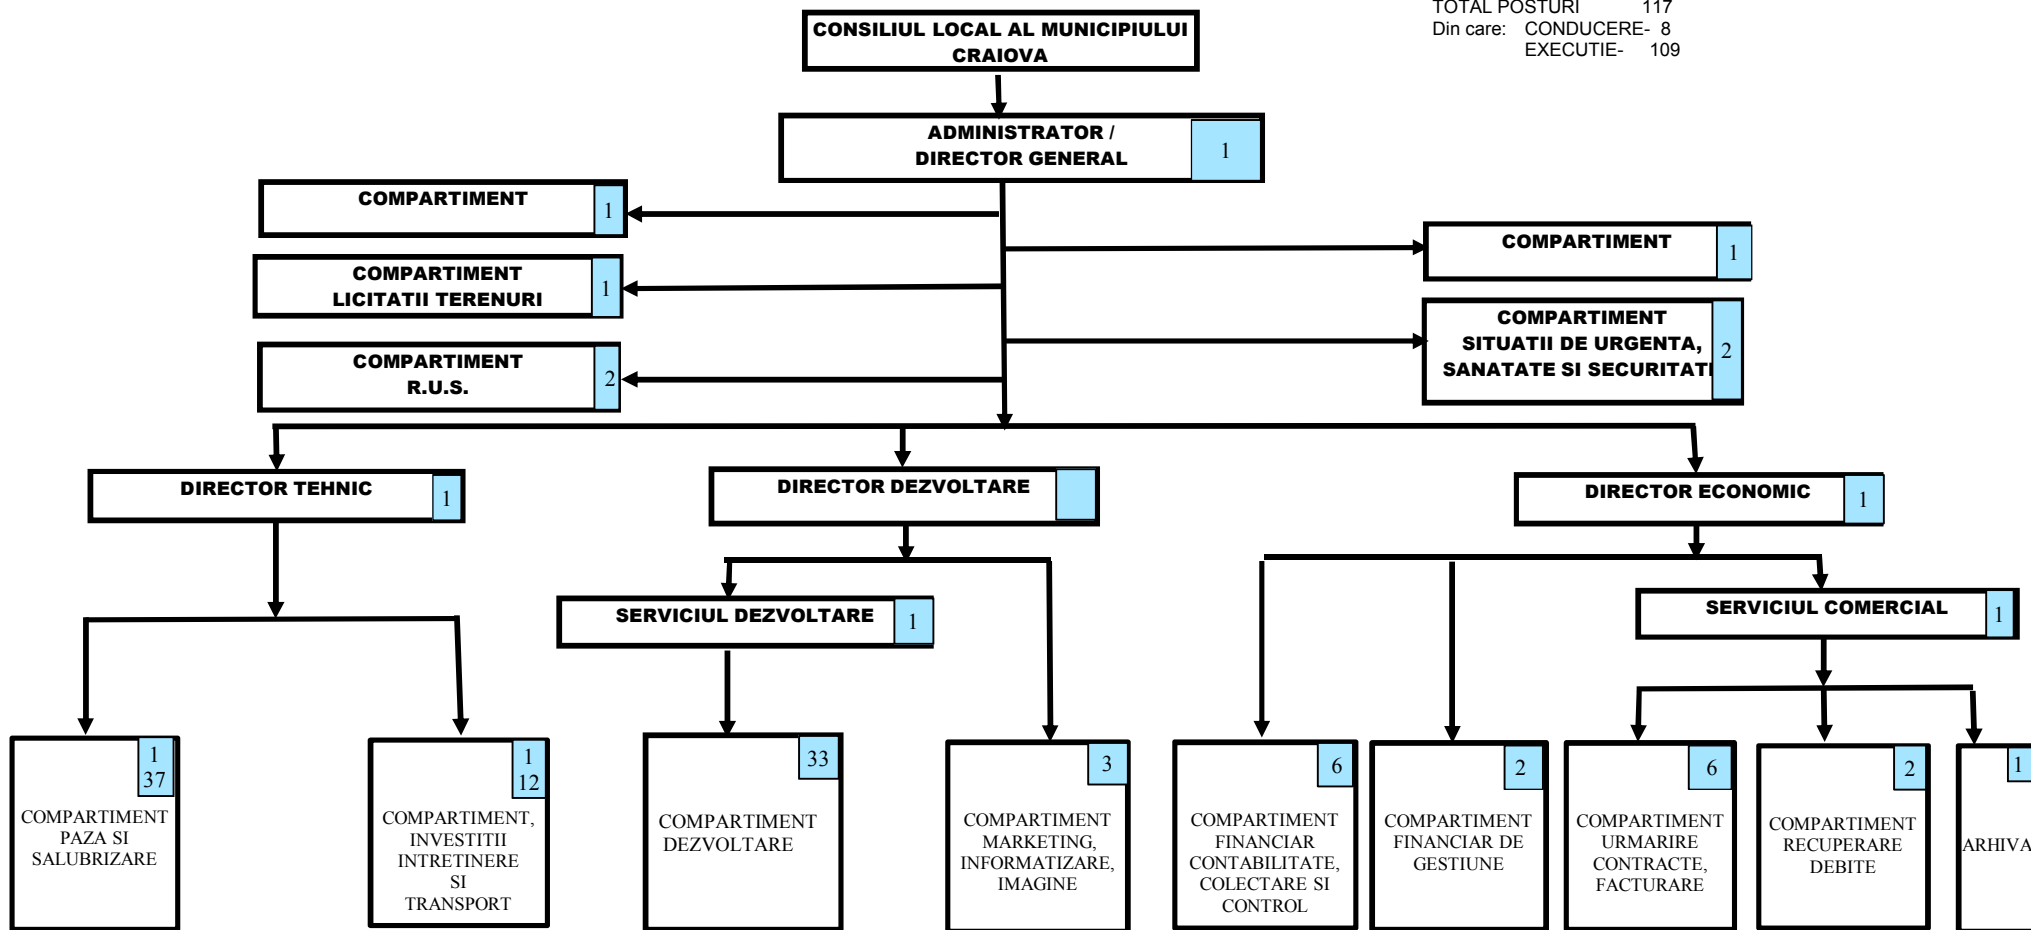 TOTAL POSTURI 117
Din care: CONDUCERE- 8
EXECUTIE- 109
CONSILIUL LOCAL AL MUNICIPIULUI
CRAIOVA
ADMINISTRATOR /
DIRECTOR GENERAL
1
COMPARTIMENT
1
COMPARTIMENT
1
COMPARTIMENT
LICITATII TERENURI
1
COMPARTIMENT
SITUATII DE URGENTA,
SANATATE SI SECURITATE
2
COMPARTIMENT
R.U.S.
2
DIRECTOR TEHNIC
1
DIRECTOR DEZVOLTARE
DIRECTOR ECONOMIC
1
SERVICIUL DEZVOLTARE
1
SERVICIUL COMERCIAL
1
1
37
COMPARTIMENT
PAZA SI
SALUBRIZARE
1
12
COMPARTIMENT,
INVESTITII
INTRETINERE
SI
TRANSPORT
33
COMPARTIMENT
DEZVOLTARE
3
COMPARTIMENT
MARKETING,
INFORMATIZARE,
IMAGINE
6
COMPARTIMENT
FINANCIAR
CONTABILITATE,
COLECTARE SI
CONTROL
2
COMPARTIMENT
FINANCIAR DE
GESTIUNE
6
COMPARTIMENT
URMARIRE
CONTRACTE,
FACTURARE
2
COMPARTIMENT
RECUPERARE
DEBITE
1
ARHIVA